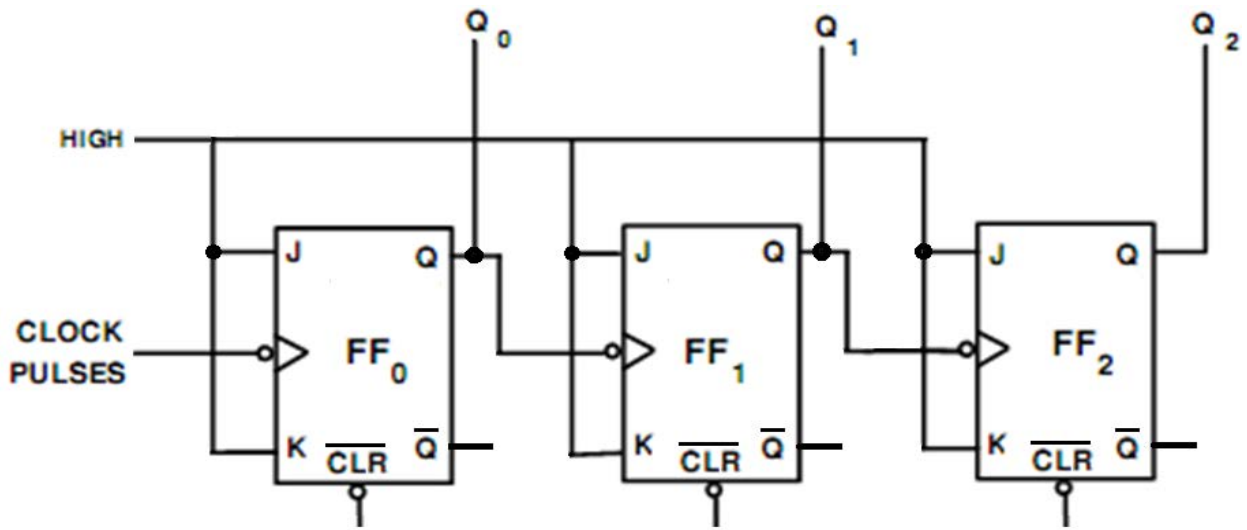 Q0
Q1
Q2
HIGH
J
Q
J
Q
J
Q
CLOCK
PULSES
FF0
FF1
FF2
K
CLR
Q
K
CLR
Q
K
CLR
Q